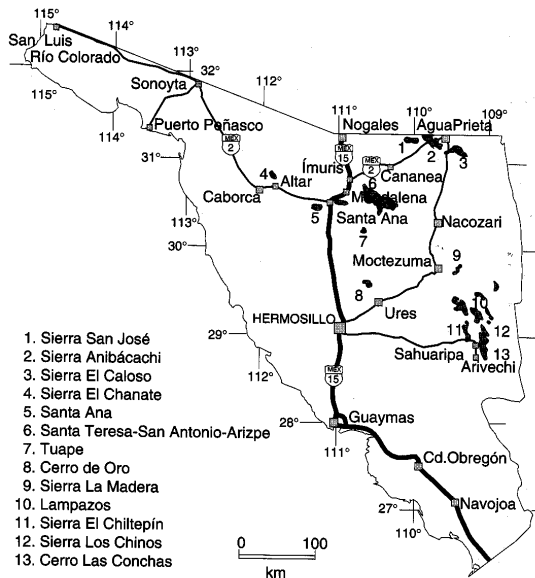 115°
114°
San Luis
Río Colorado
113°
32°
Sonoyta
112°
115°
111°
110°
109°
114°
Puerto Peñasco
Nogales
AguaPrieta
1
2
3
31°
MEX
2
MEX
15
Ímuris
MEX
2
Cananea
4
Altar
6
Caborca
Magdalena
5
Santa Ana
113°
Nacozari
7
30°
Moctezuma
9
8
Ures
10
HERMOSILLO
11
12
29°
Sahuaripa
13
Arivechi
112°
MEX
15
28°
Guaymas
111°
Cd.Obregón
27°
110°
Navojoa
1. Sierra San José
2. Sierra Anibácachi
3. Sierra El Caloso
4. Sierra El Chanate
5. Santa Ana
6. Santa Teresa-San Antonio-Arizpe
7. Tuape
8. Cerro de Oro
9. Sierra La Madera
10. Lampazos
11. Sierra El Chiltepín
12. Sierra Los Chinos
13. Cerro Las Conchas
0 100
km